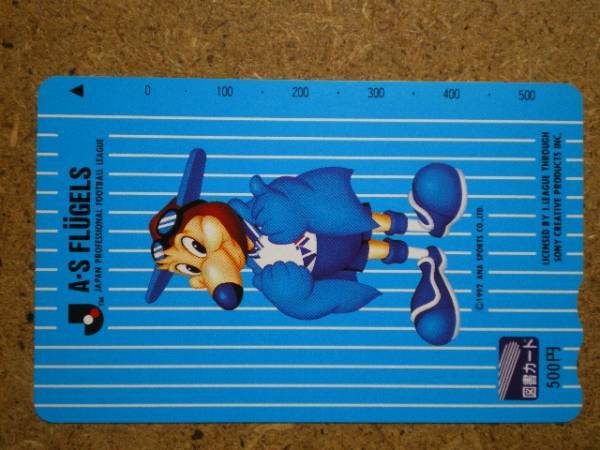 0 · 100 · 200 · 300 · 400 · 500
A·S FLÜGELS
TM JAPAN PROFESSIONAL FOOTBALL LEAGUE
©1992 ANA SPORTS CO.,LTD.
LICENSED BY J.LEAGUE THROUGH
SONY CREATIVE PRODUCTS INC.
図書カード
500円